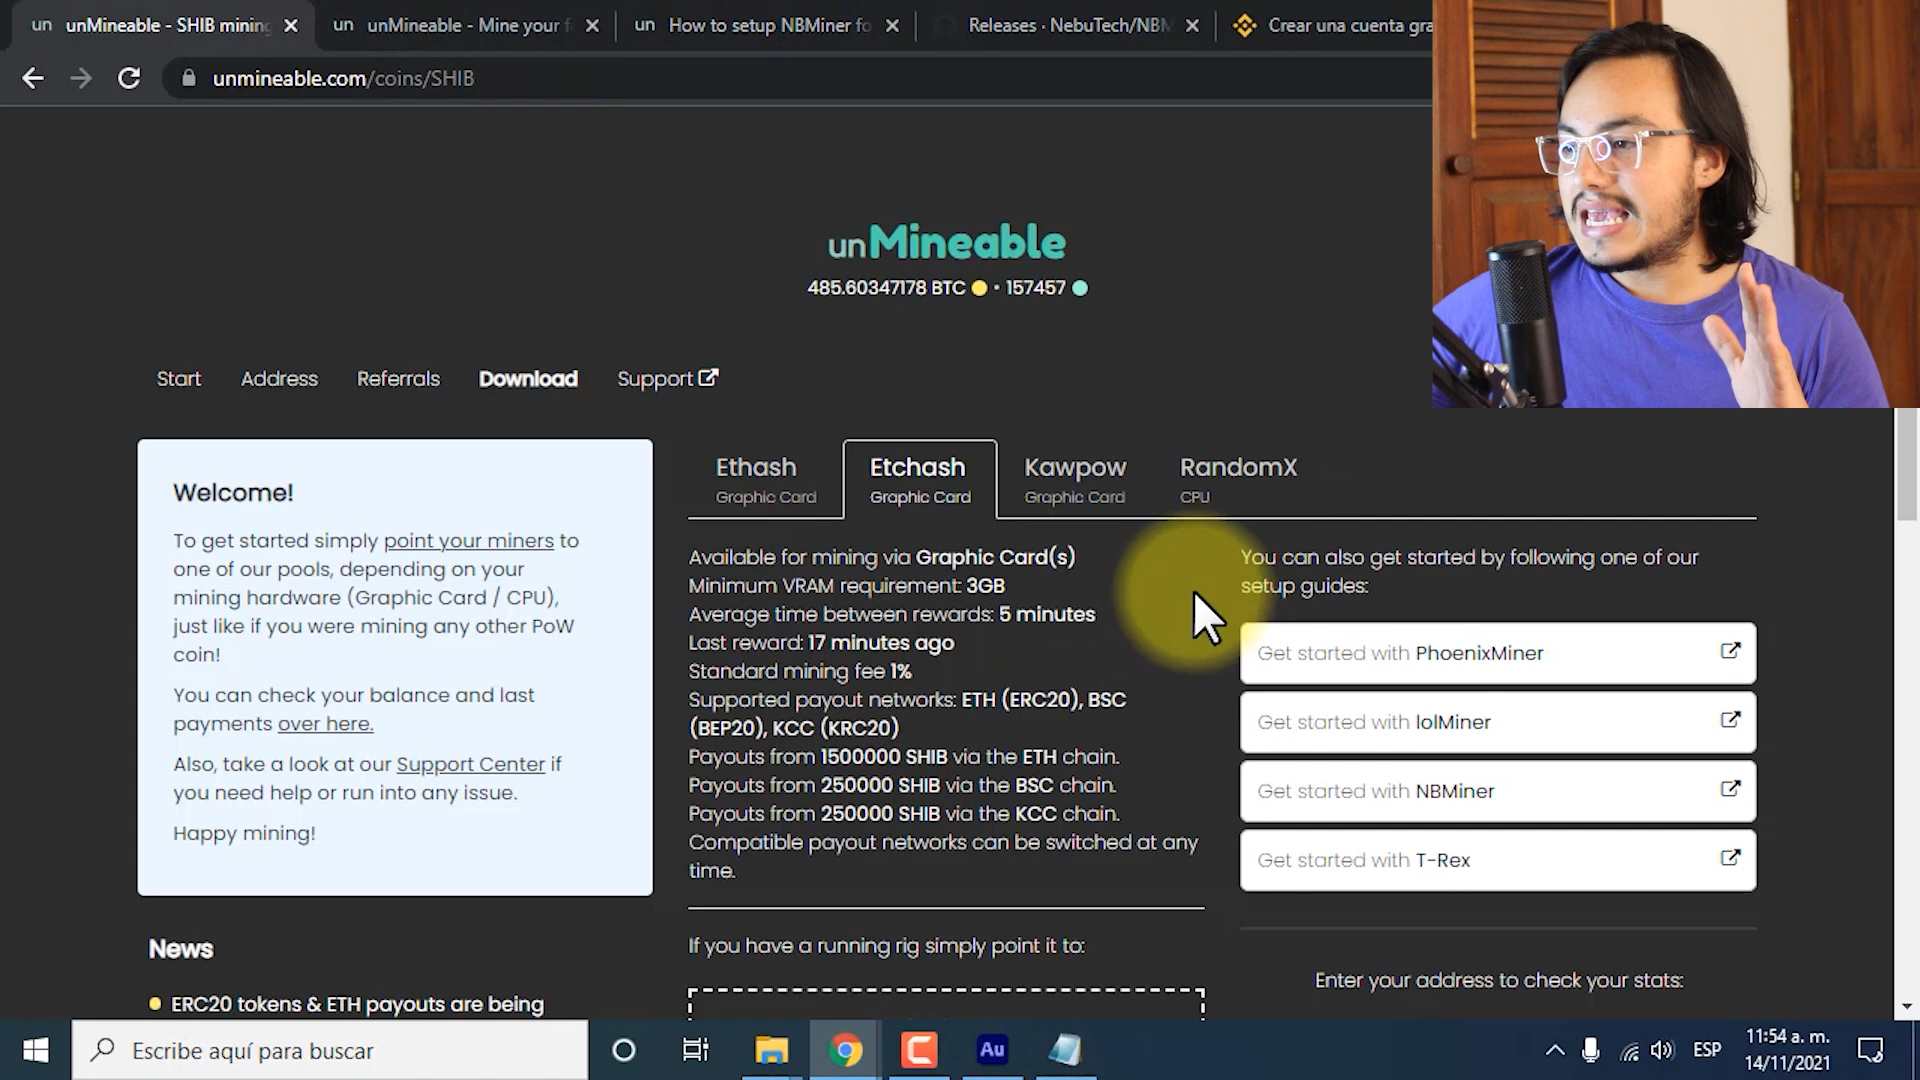 un unMineable - SHIB mining
un unMineable - Mine your f
un How to setup NBMiner fo
Releases · NebuTech/NBM
Crear una cuenta gra
unmineable.com/coins/SHIB
unMineable
485.60347178 BTC • 157457
Start Address Referrals Download Support
Welcome!
To get started simply point your miners to
one of our pools, depending on your
mining hardware (Graphic Card / CPU),
just like if you were mining any other PoW
coin!
You can check your balance and last
payments over here.
Also, take a look at our Support Center if
you need help or run into any issue.
Happy mining!
News
ERC20 tokens & ETH payouts are being
Ethash
Graphic Card
Etchash
Graphic Card
Kawpow
Graphic Card
RandomX
CPU
Available for mining via Graphic Card(s)
Minimum VRAM requirement: 3GB
Average time between rewards: 5 minutes
Last reward: 17 minutes ago
Standard mining fee 1%
Supported payout networks: ETH (ERC20), BSC
(BEP20), KCC (KRC20)
Payouts from 1500000 SHIB via the ETH chain.
Payouts from 250000 SHIB via the BSC chain.
Payouts from 250000 SHIB via the KCC chain.
Compatible payout networks can be switched at any
time.
If you have a running rig simply point it to:
You can also get started by following one of our
setup guides:
Get started with PhoenixMiner
Get started with lolMiner
Get started with NBMiner
Get started with T-Rex
Enter your address to check your stats:
Escribe aquí para buscar
Au
ESP
11:54 a. m.
14/11/2021